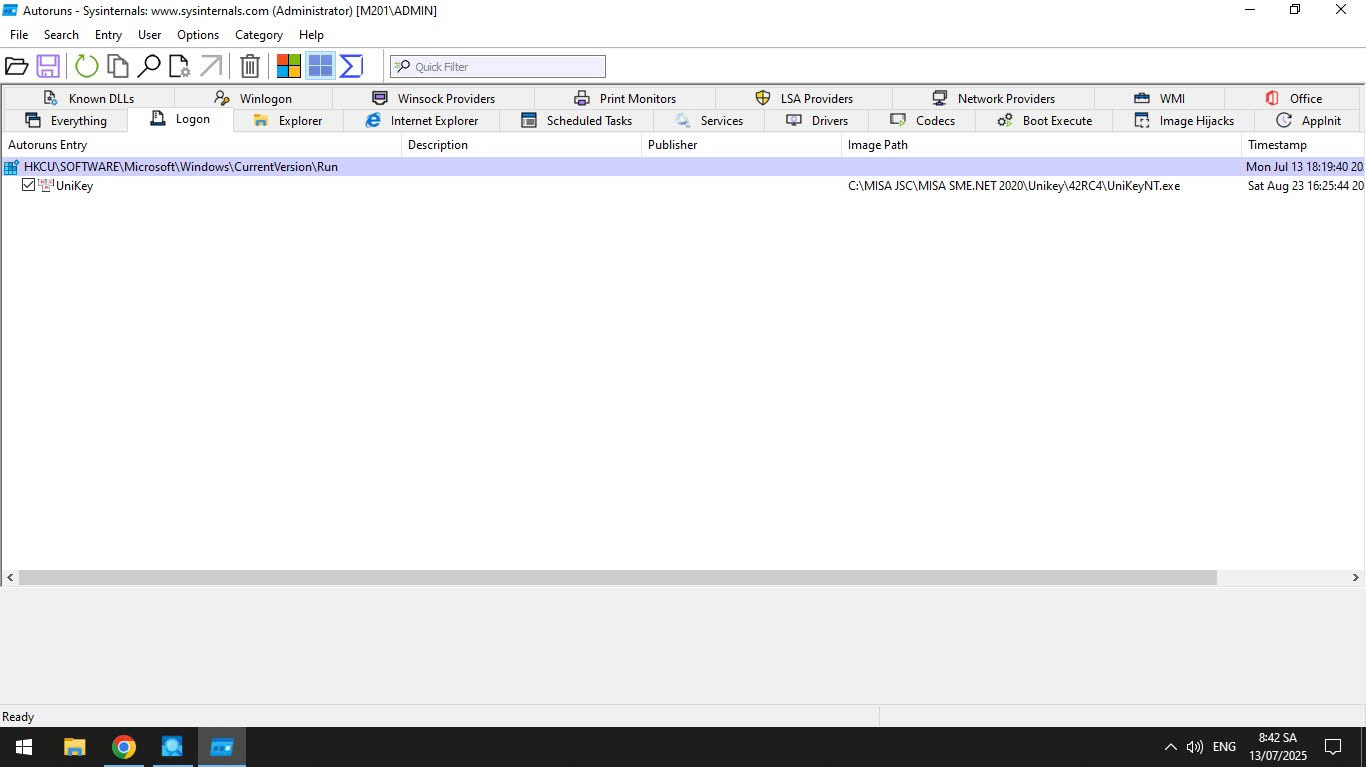 Autoruns - Sysinternals: www.sysinternals.com (Administrator) [M201\ADMIN]
File Search Entry User Options Category Help
Quick Filter
Known DLLs Winlogon Winsock Providers Print Monitors LSA Providers Network Providers WMI Office
Everything Logon Explorer Internet Explorer Scheduled Tasks Services Drivers Codecs Boot Execute Image Hijacks AppInit
Autoruns Entry Description Publisher Image Path Timestamp
HKCU\SOFTWARE\Microsoft\Windows\CurrentVersion\Run Mon Jul 13 18:19:40 20
UniKey C:\MISA JSC\MISA SME.NET 2020\Unikey\42RC4\UniKeyNT.exe Sat Aug 23 16:25:44 20
Ready
ENG
8:42 SA
13/07/2025